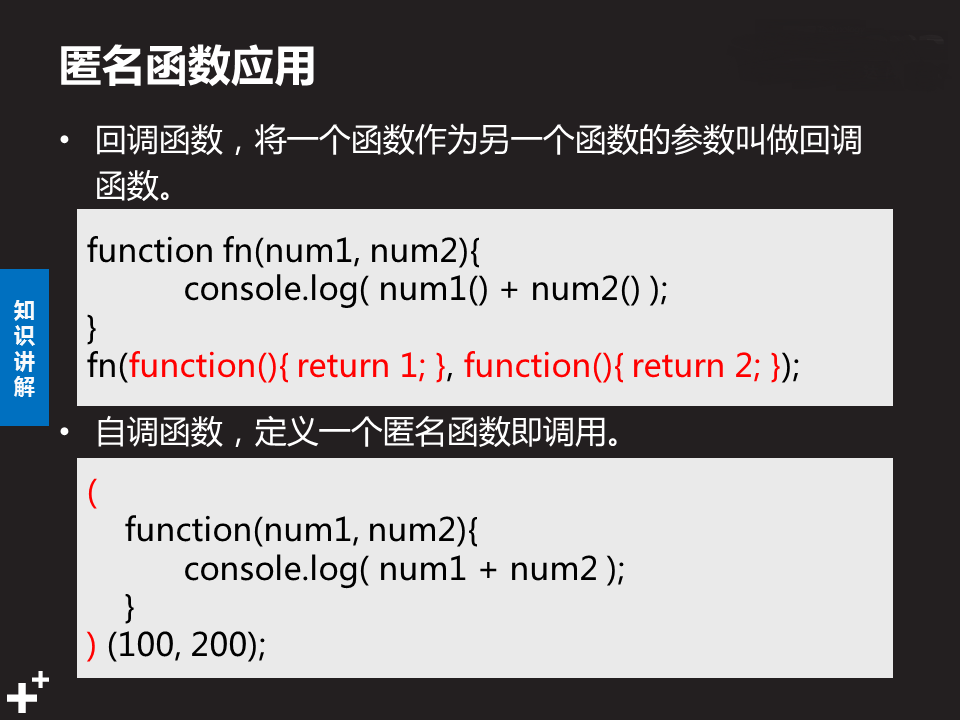 匿名函数应用
• 回调函数，将一个函数作为另一个函数的参数叫做回调
函数。
function fn(num1, num2){
console.log( num1() + num2() );
}
fn(function(){ return 1; }, function(){ return 2; });
知
识
讲
解
• 自调函数，定义一个匿名函数即调用。
(
function(num1, num2){
console.log( num1 + num2 );
}
) (100, 200);